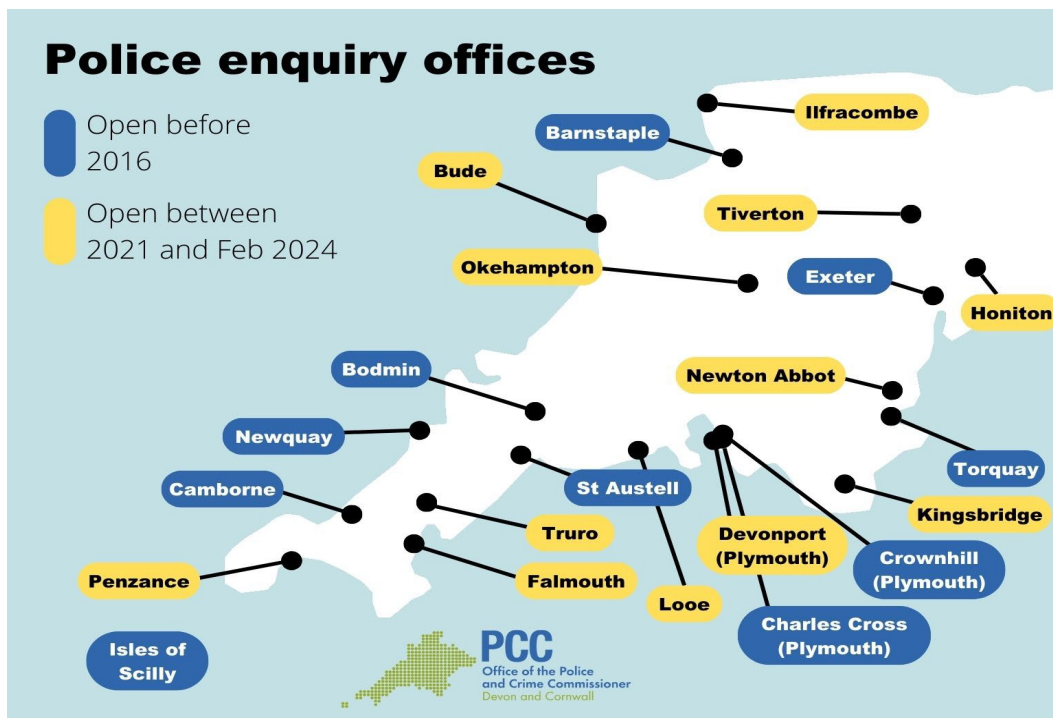 Police enquiry offices
Open before
2016
Open between
2021 and Feb 2024
Ilfracombe
Barnstaple
Bude
Tiverton
Okehampton
Exeter
Honiton
Bodmin
Newton Abbot
Newquay
Torquay
Camborne
St Austell
Kingsbridge
Truro
Devonport
(Plymouth)
Crownhill
(Plymouth)
Penzance
Falmouth
Looe
Charles Cross
(Plymouth)
Isles of
Scilly
PCC
Office of the Police
and Crime Commissioner
Devon and Cornwall